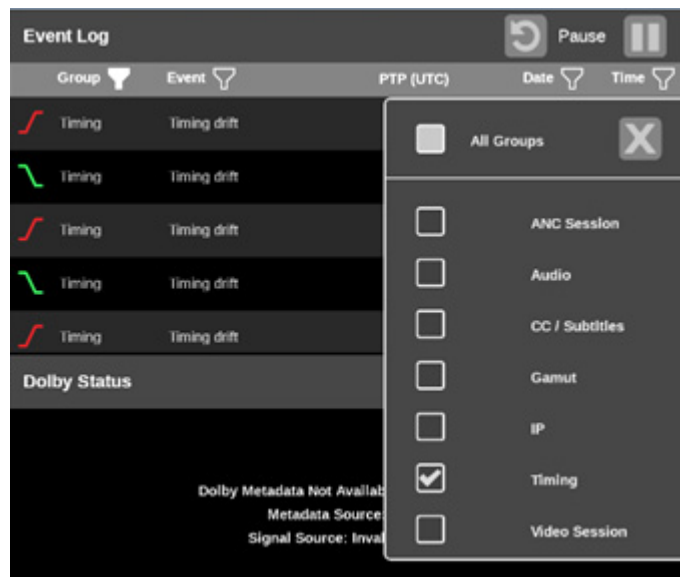 Event Log Pause
Group Event PTP (UTC) Date Time
Timing Timing drift
Timing Timing drift
Timing Timing drift
Timing Timing drift
Timing Timing drift
All Groups
ANC Session
Audio
CC / Subtitles
Gamut
IP
Timing
Video Session
Dolby Status
Dolby Metadata Not Availab
Metadata Source:
Signal Source: Inval